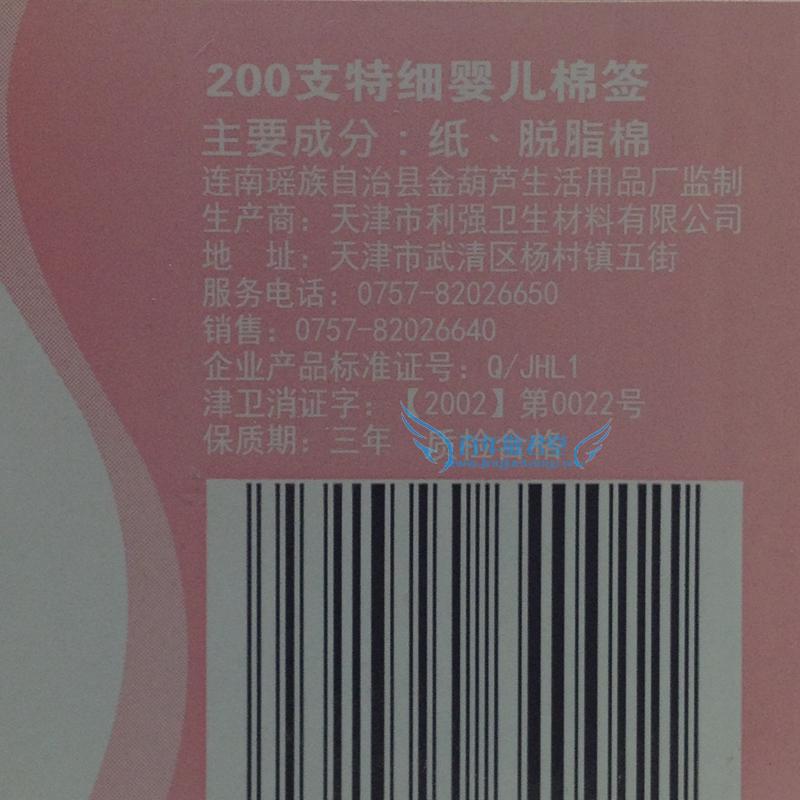 200支特细婴儿棉签
主要成分：纸、脱脂棉
连南瑶族自治县金葫芦生活用品厂监制
生产商：天津市利强卫生材料有限公司
地 址：天津市武清区杨村镇五街
服务电话：0757-82026650
销售：0757-82026640
企业产品标准证号：Q/JHL1
津卫消证字：【2002】第0022号
保质期：三年 质检合格